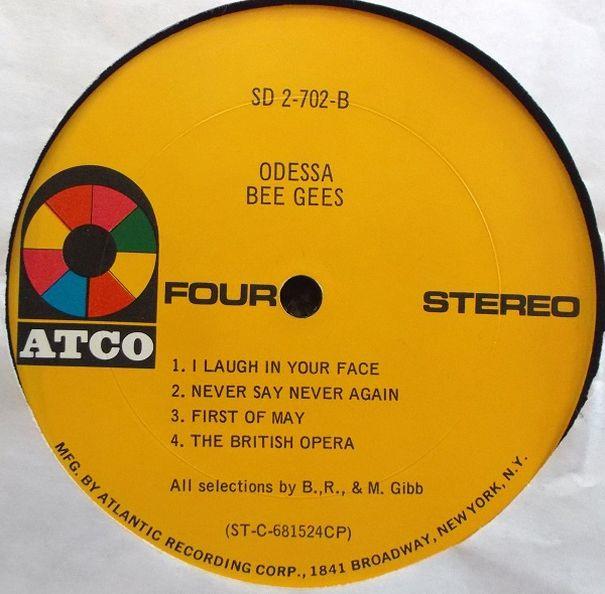 SD 2-702-B
ODESSA
BEE GEES
ATCO
FOUR
STEREO
1. I LAUGH IN YOUR FACE
2. NEVER SAY NEVER AGAIN
3. FIRST OF MAY
4. THE BRITISH OPERA
All selections by B.,R., & M. Gibb
(ST-C-681524CP)
MFG. BY ATLANTIC RECORDING CORP., 1841 BROADWAY, NEW YORK, N.Y.